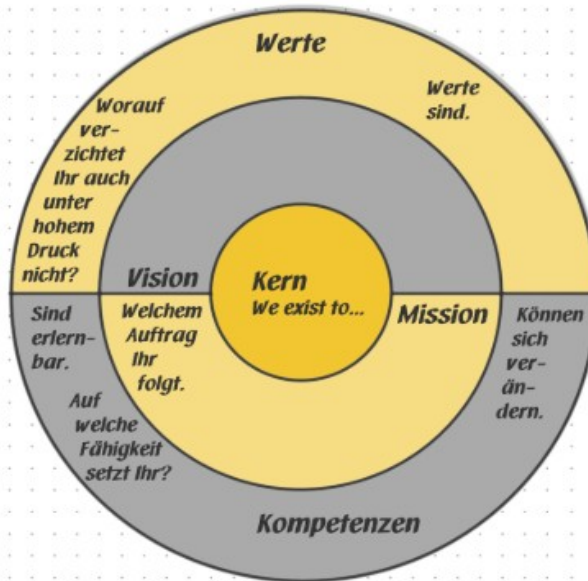 Werte
Werte
sind.
Worauf
ver-
zichtet
Ihr auch
unter
hohem
Druck
nicht?
Vision
Kern
We exist to...
Mission
Welchem
Auftrag
Ihr
folgt.
Sind
erlern-
bar.
Können
sich
ver-
än-
dern.
Auf
welche
Fähigkeit
setzt Ihr?
Kompetenzen